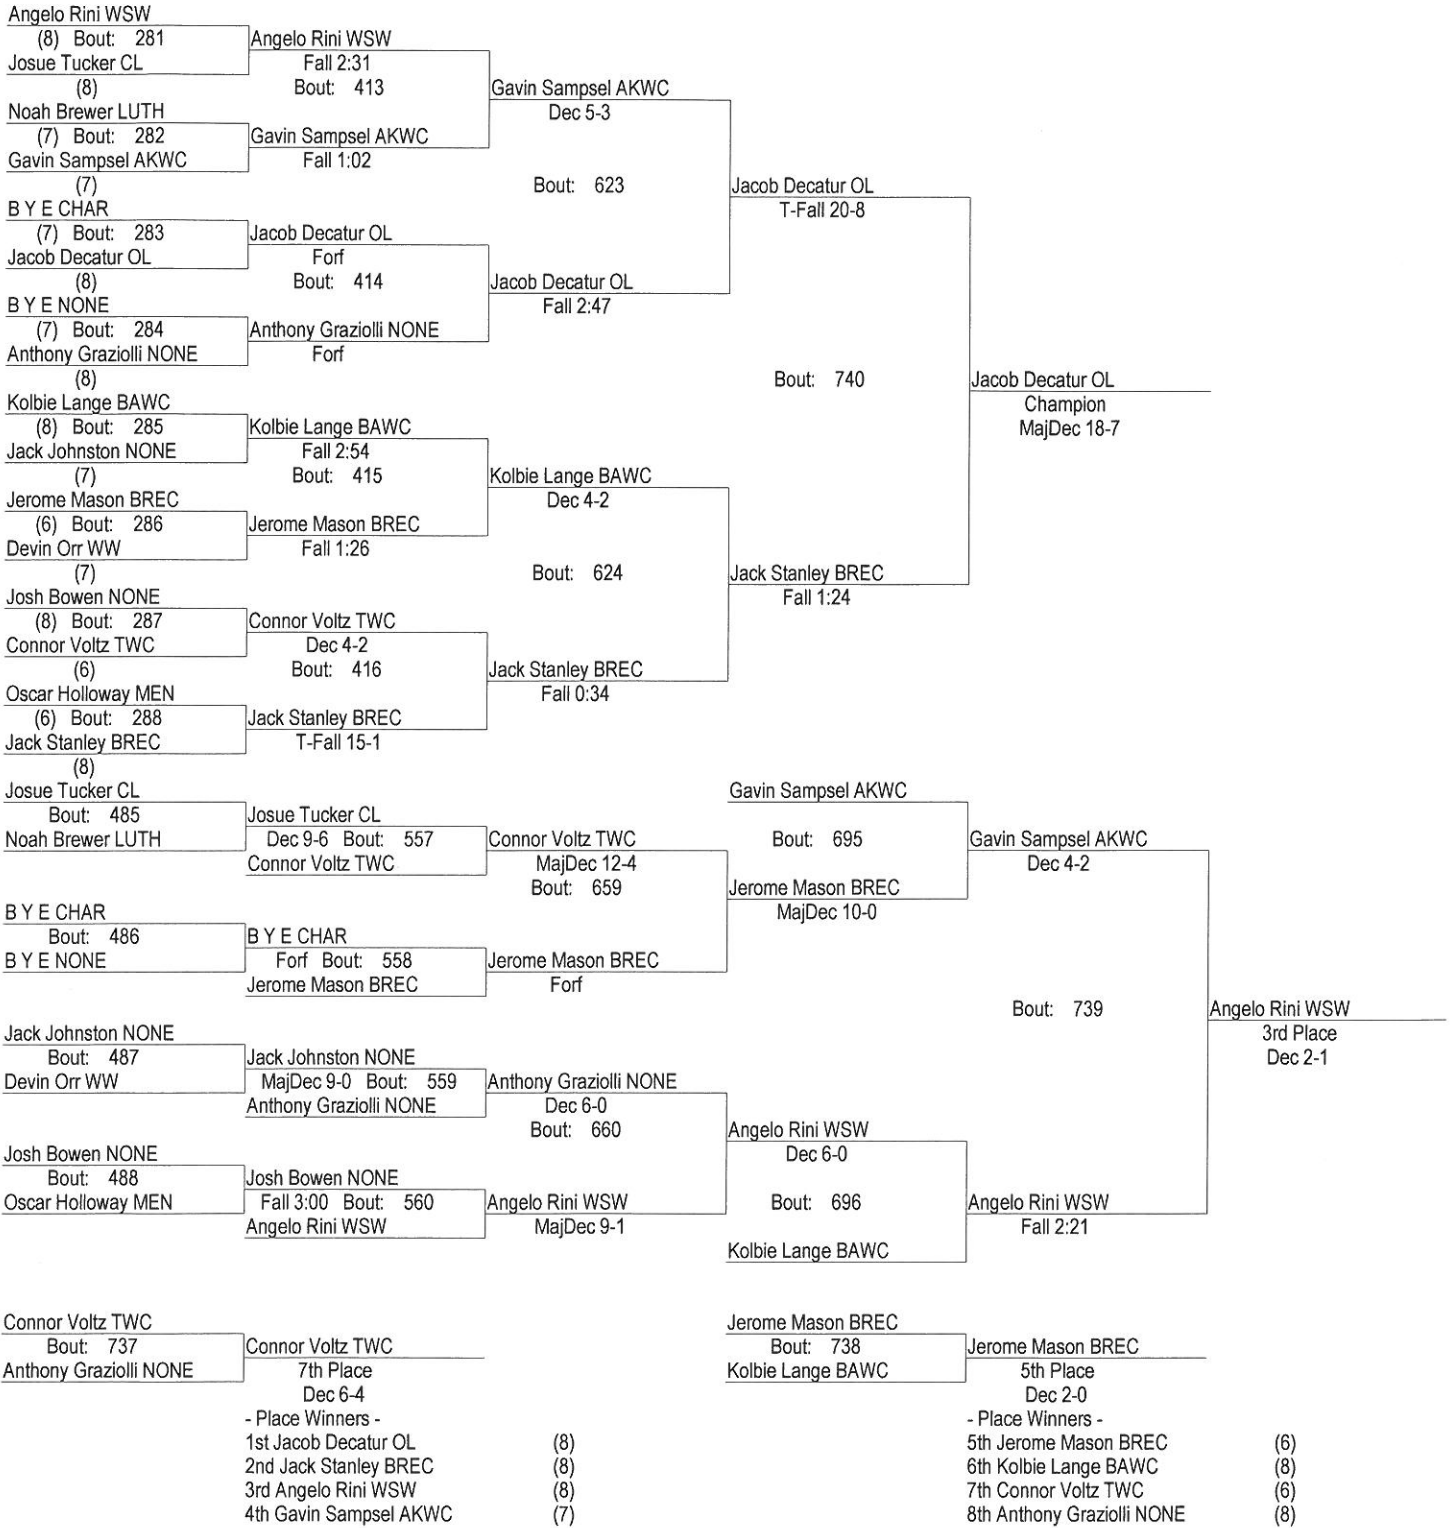 Angelo Rini WSW
(8) Bout: 281
Angelo Rini WSW
Josue Tucker CL
Fall 2:31
(8)
Bout: 413
Gavin Sampsel AKWC
Noah Brewer LUTH
Dec 5-3
(7) Bout: 282
Gavin Sampsel AKWC
Gavin Sampsel AKWC
Fall 1:02
(7)
Bout: 623
Jacob Decatur OL
B Y E CHAR
T-Fall 20-8
(7) Bout: 283
Jacob Decatur OL
Jacob Decatur OL
Forf
(8)
Bout: 414
Jacob Decatur OL
B Y E NONE
Fall 2:47
(7) Bout: 284
Anthony Graziolli NONE
Anthony Graziolli NONE
Forf
(8)
Bout: 740
Jacob Decatur OL
Kolbie Lange BAWC
Champion
(8) Bout: 285
Kolbie Lange BAWC
MajDec 18-7
Jack Johnston NONE
Fall 2:54
(7)
Bout: 415
Kolbie Lange BAWC
Jerome Mason BREC
Dec 4-2
(6) Bout: 286
Jerome Mason BREC
Devin Orr WW
Fall 1:26
(7)
Bout: 624
Jack Stanley BREC
Josh Bowen NONE
Fall 1:24
(8) Bout: 287
Connor Voltz TWC
Connor Voltz TWC
Dec 4-2
(6)
Bout: 416
Jack Stanley BREC
Oscar Holloway MEN
Fall 0:34
(6) Bout: 288
Jack Stanley BREC
Jack Stanley BREC
T-Fall 15-1
(8)
Josue Tucker CL
Gavin Sampsel AKWC
Bout: 485
Josue Tucker CL
Noah Brewer LUTH
Dec 9-6 Bout: 557
Connor Voltz TWC
Bout: 695
Gavin Sampsel AKWC
Connor Voltz TWC
MajDec 12-4
Dec 4-2
Bout: 659
Jerome Mason BREC
B Y E CHAR
MajDec 10-0
Bout: 486
B Y E CHAR
B Y E NONE
Forf Bout: 558
Jerome Mason BREC
Jerome Mason BREC
Forf
Bout: 739
Angelo Rini WSW
Jack Johnston NONE
3rd Place
Bout: 487
Jack Johnston NONE
Dec 2-1
Devin Orr WW
MajDec 9-0 Bout: 559
Anthony Graziolli NONE
Anthony Graziolli NONE
Dec 6-0
Bout: 660
Angelo Rini WSW
Josh Bowen NONE
Dec 6-0
Bout: 488
Josh Bowen NONE
Oscar Holloway MEN
Fall 3:00 Bout: 560
Angelo Rini WSW
Bout: 696
Angelo Rini WSW
Angelo Rini WSW
MajDec 9-1
Fall 2:21
Kolbie Lange BAWC
Connor Voltz TWC
Jerome Mason BREC
Bout: 737
Connor Voltz TWC
Bout: 738
Jerome Mason BREC
Anthony Graziolli NONE
7th Place
Kolbie Lange BAWC
5th Place
Dec 6-4
Dec 2-0
- Place Winners -
1st Jacob Decatur OL (8)
2nd Jack Stanley BREC (8)
3rd Angelo Rini WSW (8)
4th Gavin Sampsel AKWC (7)
- Place Winners -
5th Jerome Mason BREC (6)
6th Kolbie Lange BAWC (8)
7th Connor Voltz TWC (6)
8th Anthony Graziolli NONE (8)